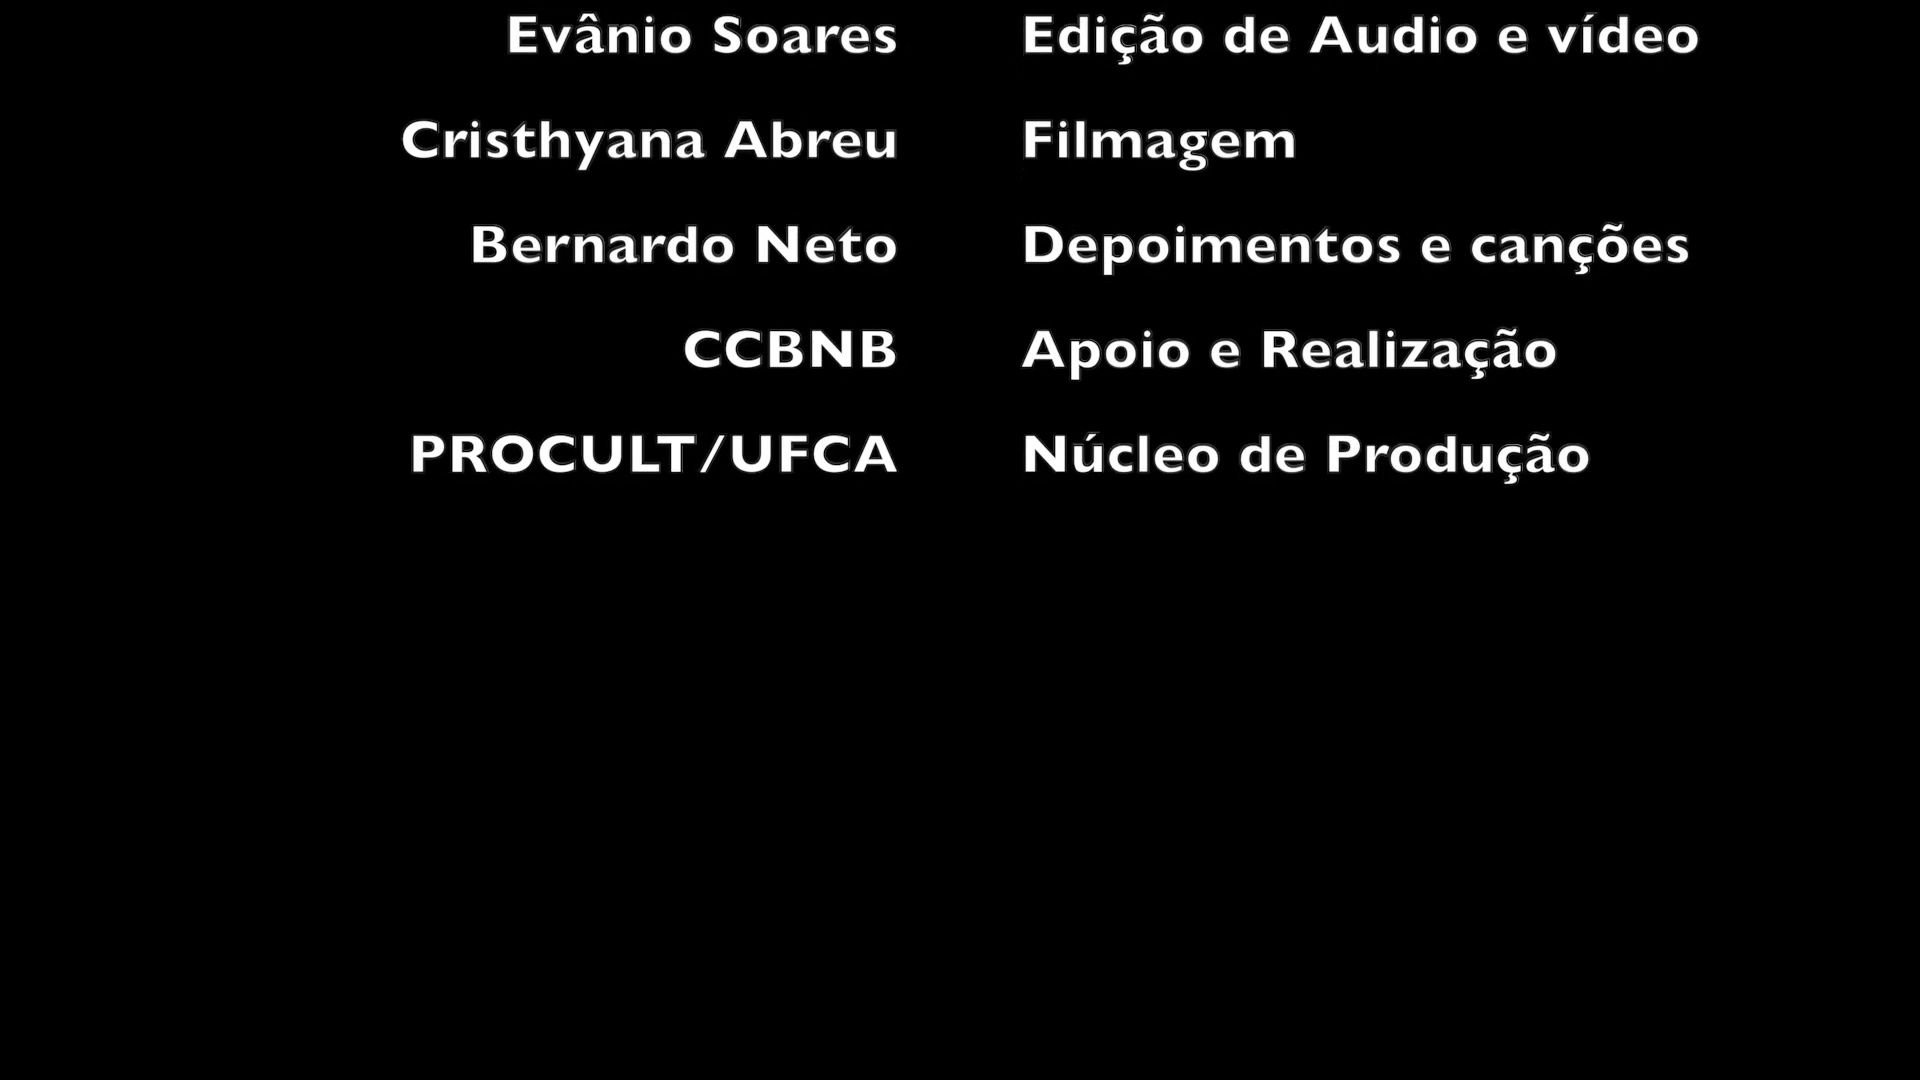 Evânio Soares Edição de Audio e vídeo
Cristhyana Abreu Filmagem
Bernardo Neto Depoimentos e canções
CCBNB Apoio e Realização
PROCULT/UFCA Núcleo de Produção